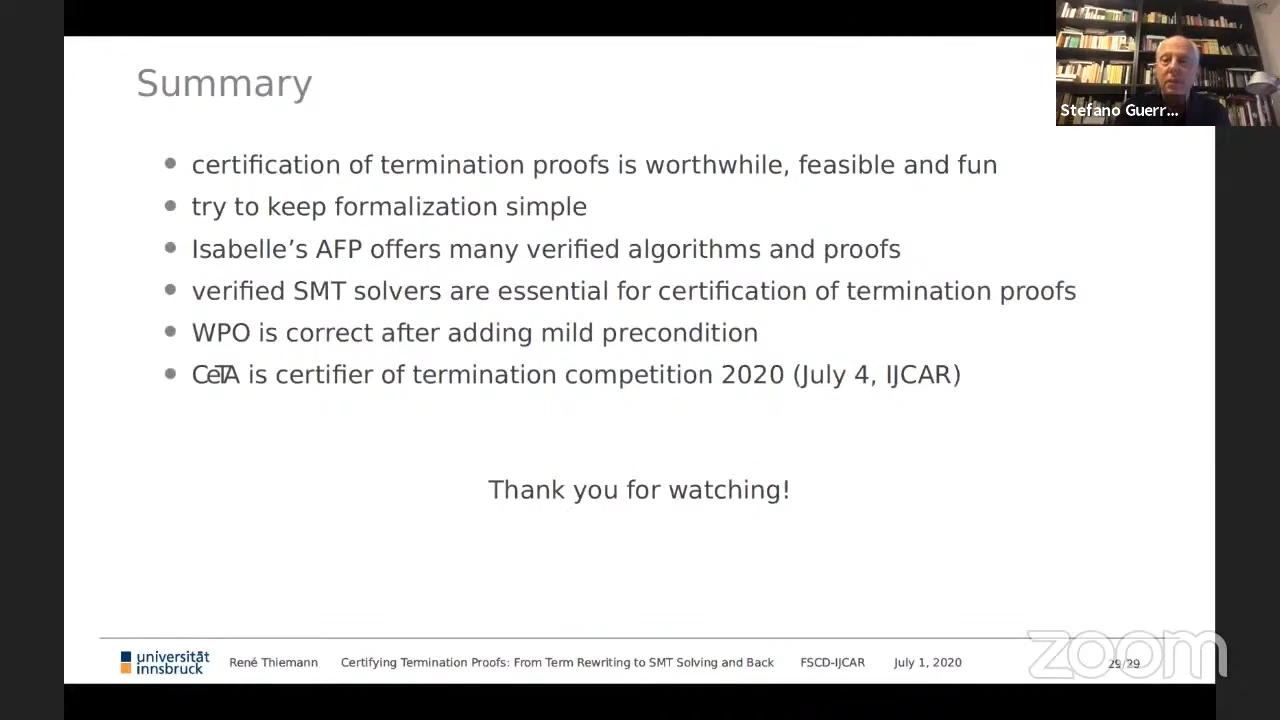 Summary
Stefano Guerr...
certification of termination proofs is worthwhile, feasible and fun
try to keep formalization simple
Isabelle’s AFP offers many verified algorithms and proofs
verified SMT solvers are essential for certification of termination proofs
WPO is correct after adding mild precondition
CeTA is certifier of termination competition 2020 (July 4, IJCAR)
Thank you for watching!
universität
innsbruck
René Thiemann Certifying Termination Proofs: From Term Rewriting to SMT Solving and Back FSCD-IJCAR July 1, 2020 29/29
zoom